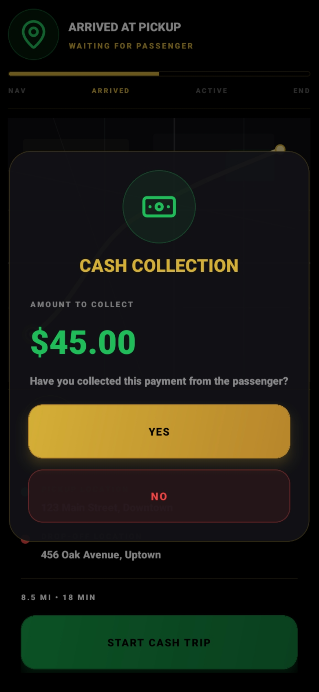 ARRIVED AT PICKUP
WAITING FOR PASSENGER
NAV ARRIVED ACTIVE END
CASH COLLECTION
AMOUNT TO COLLECT
$45.00
Have you collected this payment from the passenger?
YES
NO
456 Oak Avenue, Uptown
8.5 MI • 18 MIN
START CASH TRIP